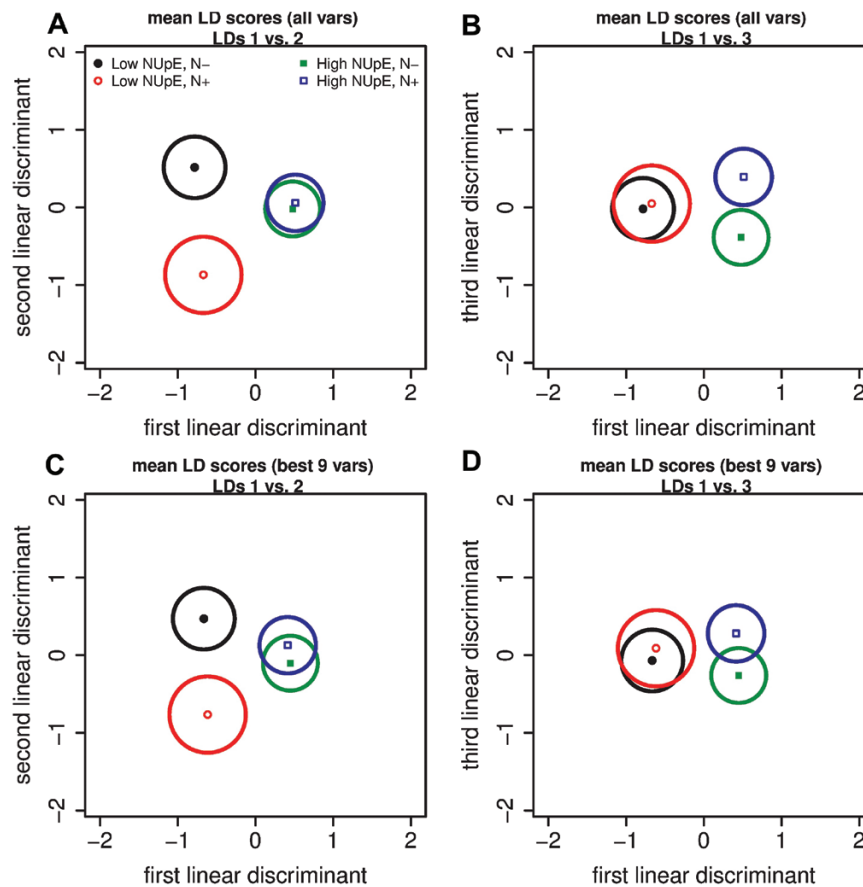 A
mean LD scores (all vars)
LDs 1 vs. 2
Low NUpE, N−
High NUpE, N−
Low NUpE, N+
High NUpE, N+
second linear discriminant
2
1
0
−1
−2
−2 −1 0 1 2
first linear discriminant
B
mean LD scores (all vars)
LDs 1 vs. 3
third linear discriminant
2
1
0
−1
−2
−2 −1 0 1 2
first linear discriminant
C
mean LD scores (best 9 vars)
LDs 1 vs. 2
second linear discriminant
2
1
0
−1
−2
−2 −1 0 1 2
first linear discriminant
D
mean LD scores (best 9 vars)
LDs 1 vs. 3
third linear discriminant
2
1
0
−1
−2
−2 −1 0 1 2
first linear discriminant